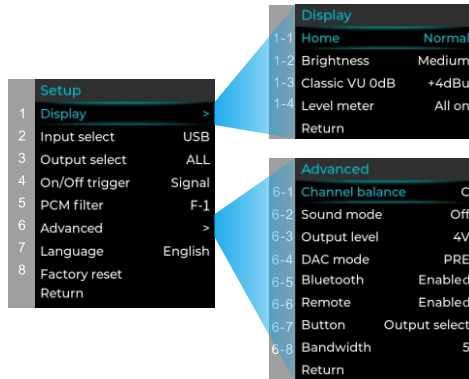 Setup
1 Display >
2 Input select USB
3 Output select ALL
4 On/Off trigger Signal
5 PCM filter F-1
6 Advanced >
7 Language English
8 Factory reset
Return
Display
1-1 Home Normal
1-2 Brightness Medium
1-3 Classic VU 0dB +4dBu
1-4 Level meter All on
Return
Advanced
6-1 Channel balance C
6-2 Sound mode Off
6-3 Output level 4V
6-4 DAC mode PRE
6-5 Bluetooth Enabled
6-6 Remote Enabled
6-7 Button Output select
6-8 Bandwidth 5
Return